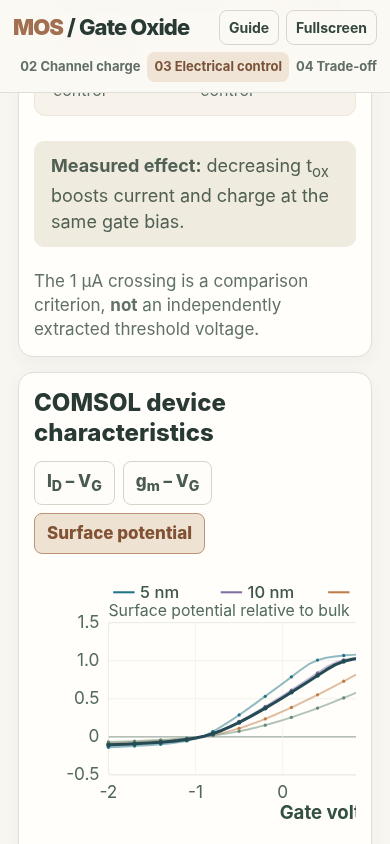 MOS / Gate Oxide
Guide
Fullscreen
02 Channel charge
03 Electrical control
04 Trade-off
control
control
Measured effect: decreasing tox
boosts current and charge at the
same gate bias.
The 1 μA crossing is a comparison
criterion, not an independently
extracted threshold voltage.
COMSOL device
characteristics
ID – VG
gm – VG
Surface potential
5 nm
10 nm
Surface potential relative to bulk
1.5
1.0
0.5
0
-0.5
-2
-1
0
Gate